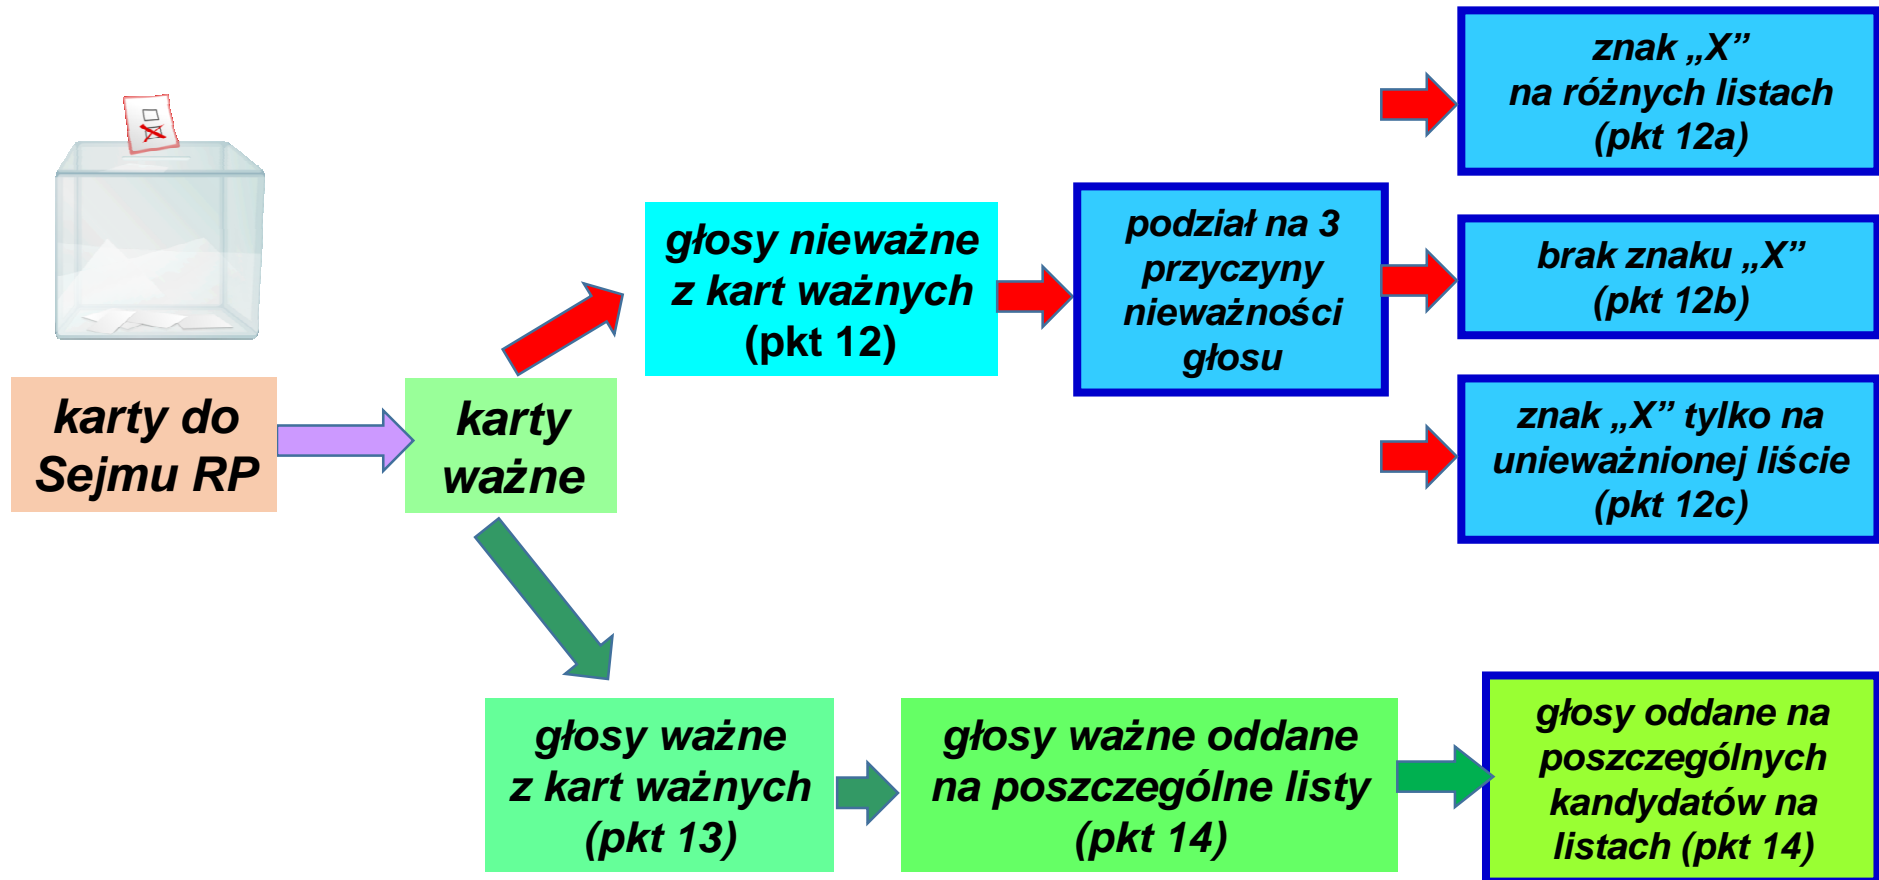 znak „X”
na różnych listach
(pkt 12a)
głosy nieważne
z kart ważnych
(pkt 12)
podział na 3
przyczyny
nieważności
głosu
brak znaku „X”
(pkt 12b)
karty do
Sejmu RP
karty
ważne
znak „X” tylko na
unieważnionej liście
(pkt 12c)
głosy ważne
z kart ważnych
(pkt 13)
głosy ważne oddane
na poszczególne listy
(pkt 14)
głosy oddane na
poszczególnych
kandydatów na
listach (pkt 14)